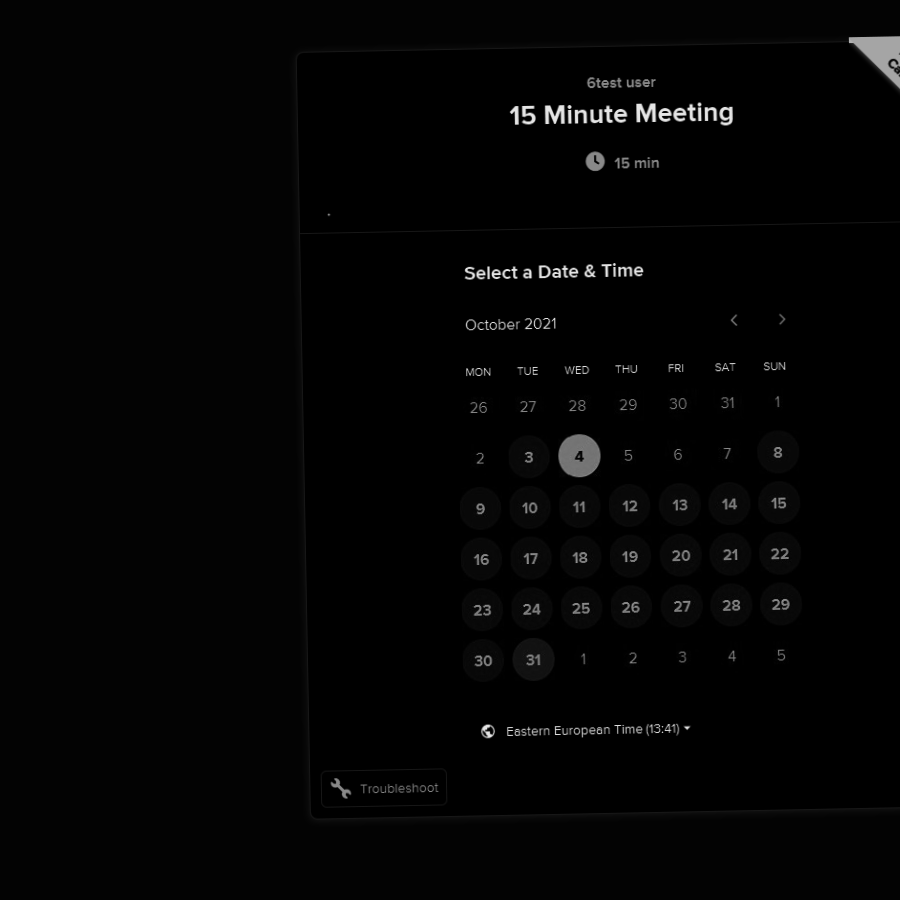 6test user
15 Minute Meeting
15 min
Select a Date & Time
October 2021
MON TUE WED THU FRI SAT SUN
26 27 28 29 30 31 1
2 3 4 5 6 7 8
9 10 11 12 13 14 15
16 17 18 19 20 21 22
23 24 25 26 27 28 29
30 31 1 2 3 4 5
Eastern European Time (13:41)
Troubleshoot